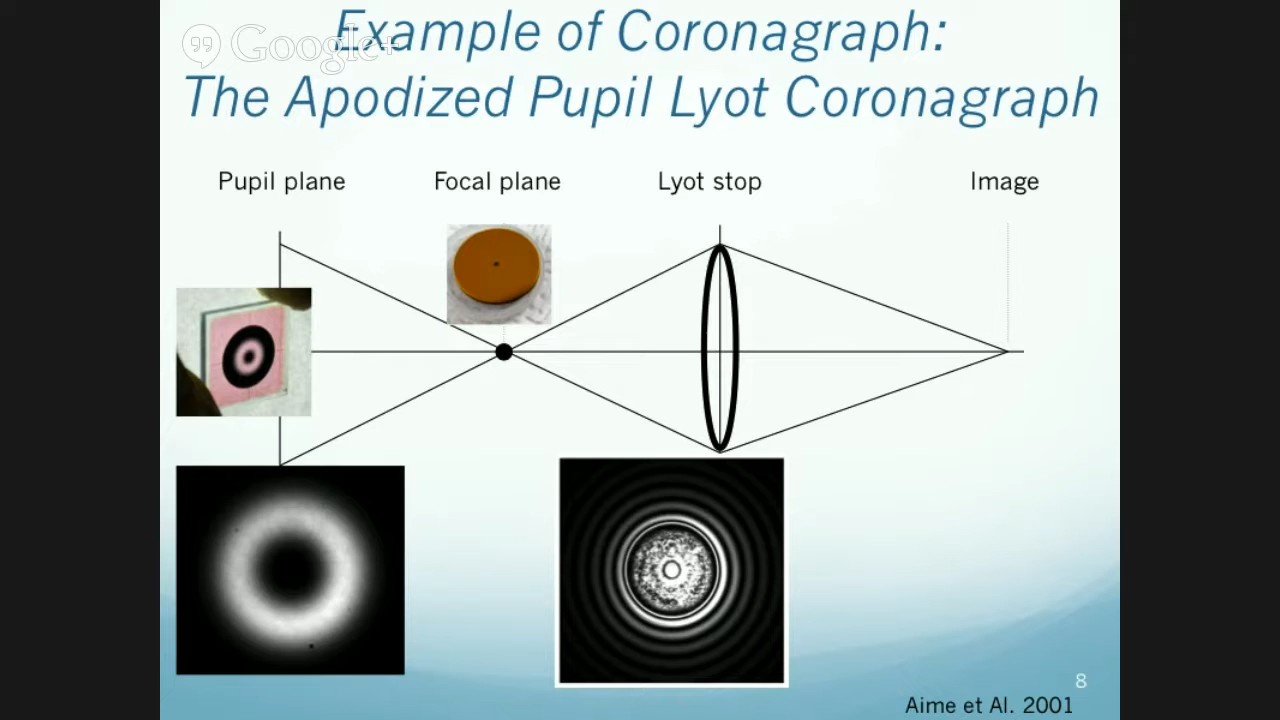 Google+
Example of Coronagraph:
The Apodized Pupil Lyot Coronagraph
Pupil plane
Focal plane
Lyot stop
Image
8
Aime et Al. 2001